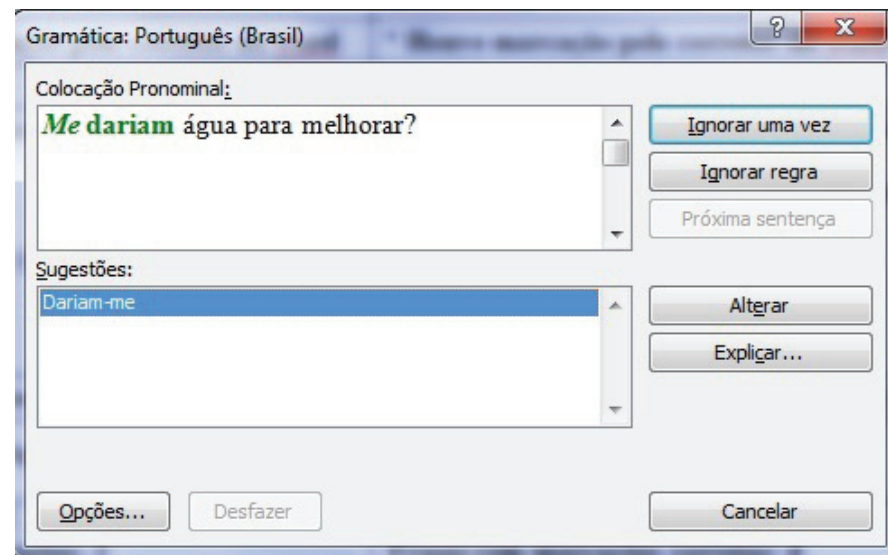 Gramática: Português (Brasil)
Colocação Pronominal:
Me dariam água para melhorar?
Ignorar uma vez
Ignorar regra
Próxima sentença
Sugestões:
Dariam-me
Alterar
Explicar...
Opções...
Desfazer
Cancelar